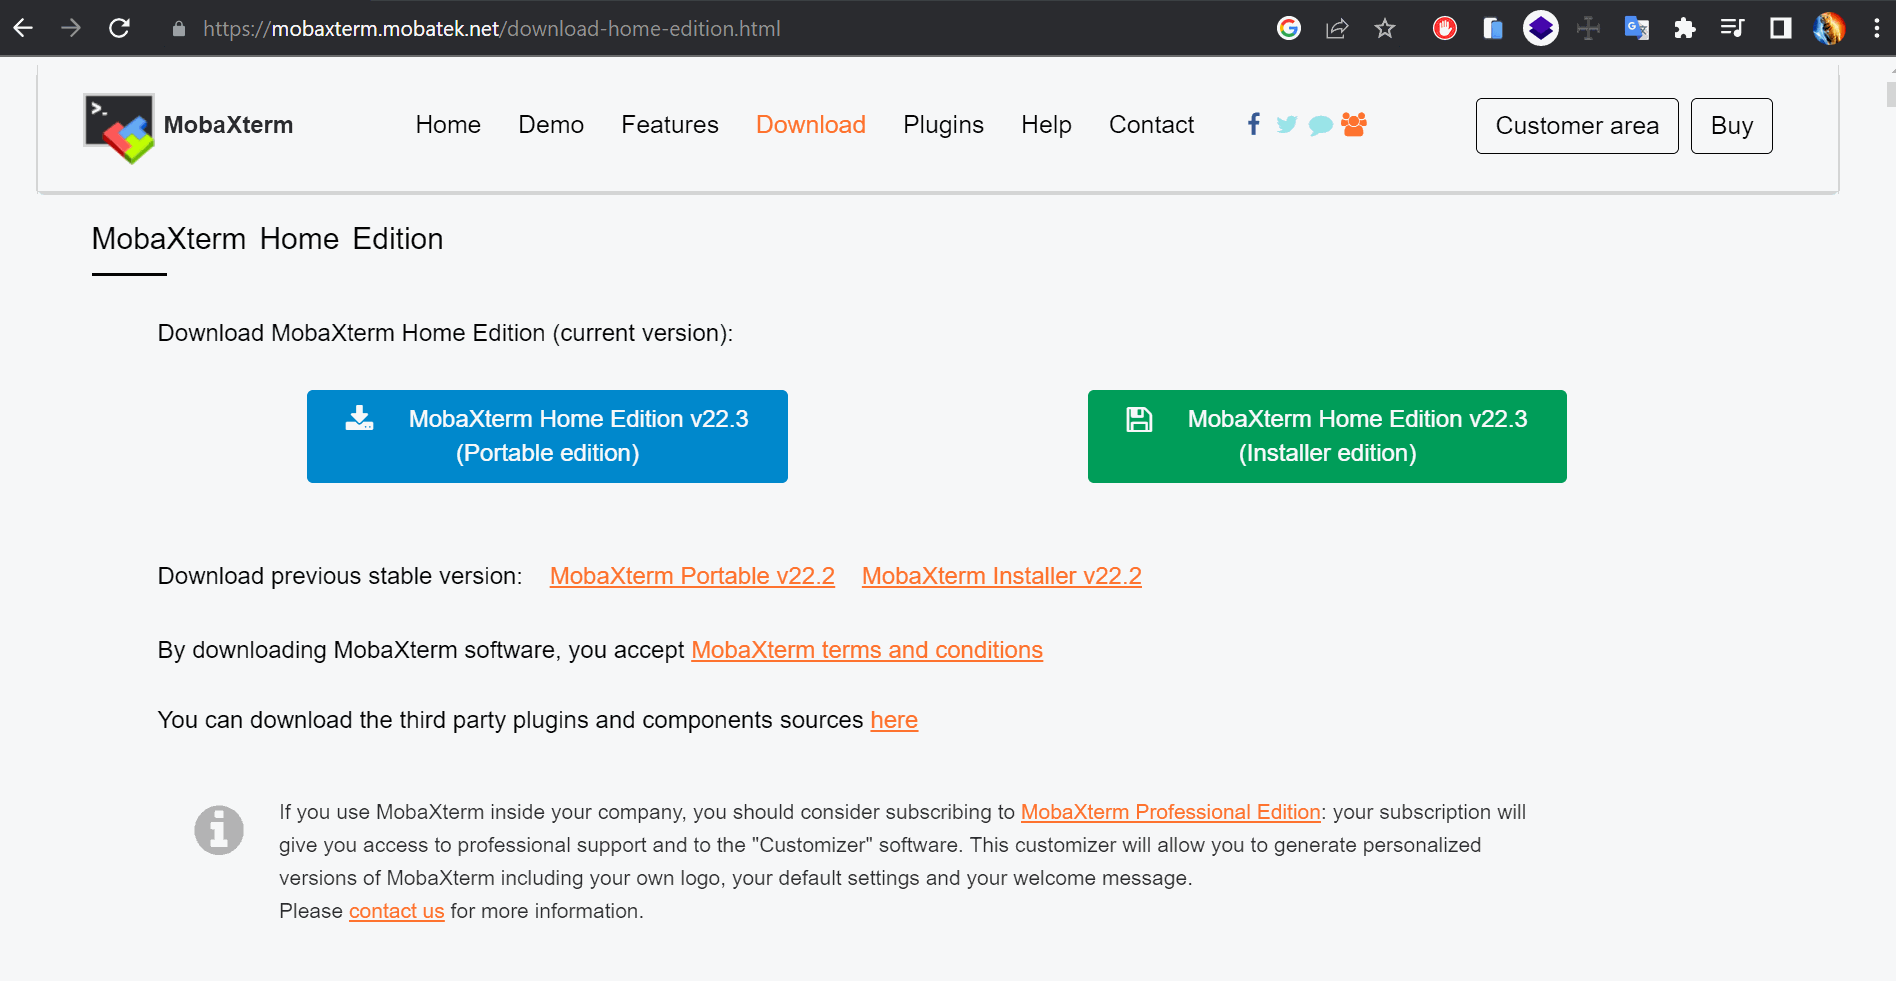 https://mobaxterm.mobatek.net/download-home-edition.html
MobaXterm Home Demo Features Download Plugins Help Contact Customer area Buy
MobaXterm Home Edition
Download MobaXterm Home Edition (current version):
MobaXterm Home Edition v22.3
(Portable edition)
MobaXterm Home Edition v22.3
(Installer edition)
Download previous stable version: MobaXterm Portable v22.2 MobaXterm Installer v22.2
By downloading MobaXterm software, you accept MobaXterm terms and conditions
You can download the third party plugins and components sources here
If you use MobaXterm inside your company, you should consider subscribing to MobaXterm Professional Edition: your subscription will
give you access to professional support and to the "Customizer" software. This customizer will allow you to generate personalized
versions of MobaXterm including your own logo, your default settings and your welcome message.
Please contact us for more information.